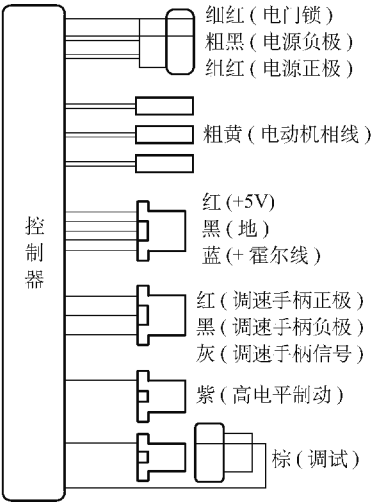 细红 ( 电门锁 )
粗黑 ( 电源负极 )
组红 ( 电源正极 )
粗黄 ( 电动机相线 )
红 (+5V)
黑 ( 地 )
蓝 (+ 霍尔线 )
控制器
红 ( 调速手柄正极 )
黑 ( 调速手柄负极 )
灰 ( 调速手柄信号 )
紫 ( 高电平制动 )
棕 ( 调试 )